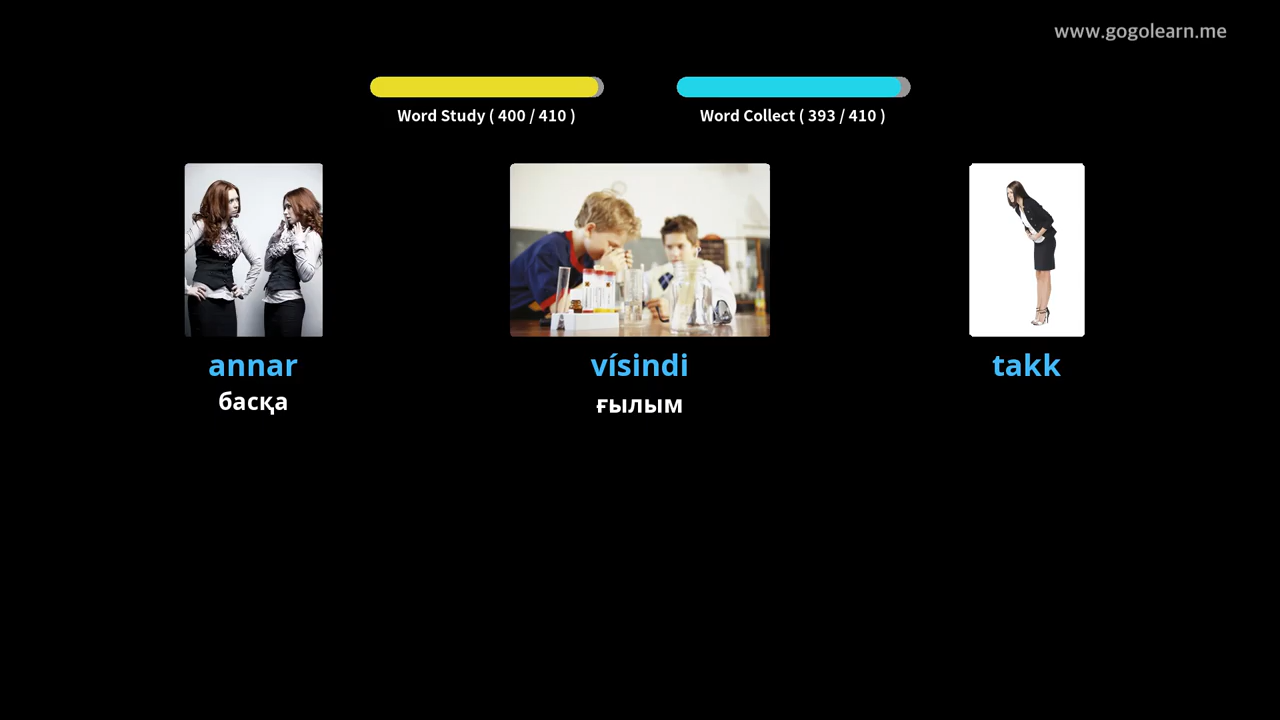 www.gogolearn.me
Word Study ( 400 / 410 )
Word Collect ( 393 / 410 )
annar
vísindi
takk
басқа
ғылым